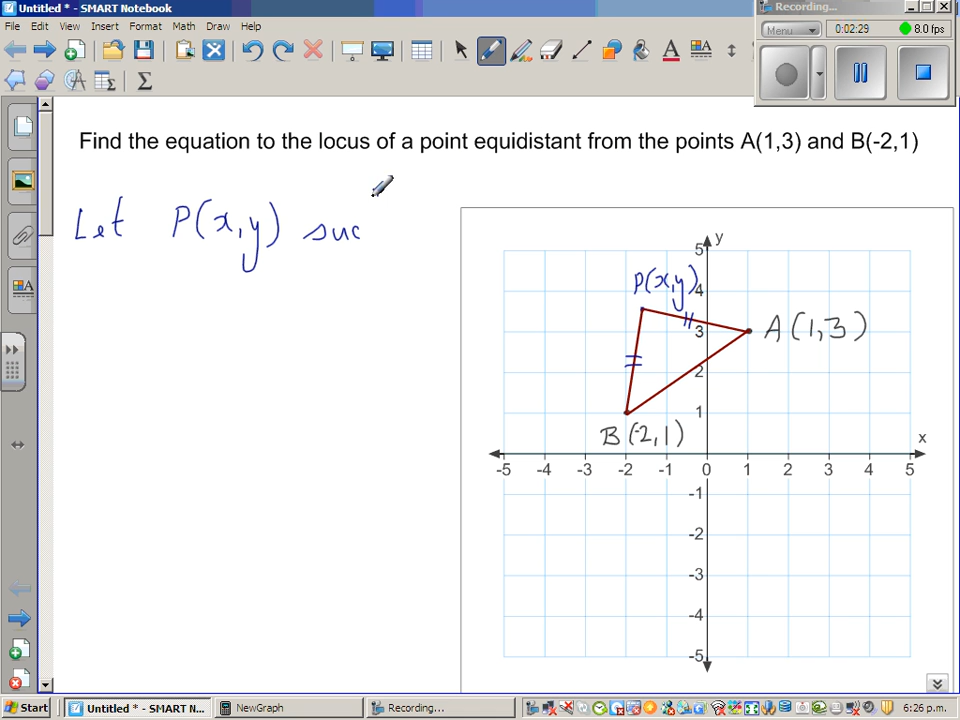 Untitled * - SMART Notebook
Recording...
File Edit View Insert Format Tools Math Draw Help
Menu
0:02:29
8.0 fps
Find the equation to the locus of a point equidistant from the points A(1,3) and B(-2,1)
Let P(x,y) suc
y
5
P(x,y)
4
A(1,3)
3
2
1
B(-2,1)
x
-5 -4 -3 -2 -1 0 1 2 3 4 5
-1
-2
-3
-4
-5
Start
Untitled * - SMART N...
NewGraph
Recording...
6:26 p.m.